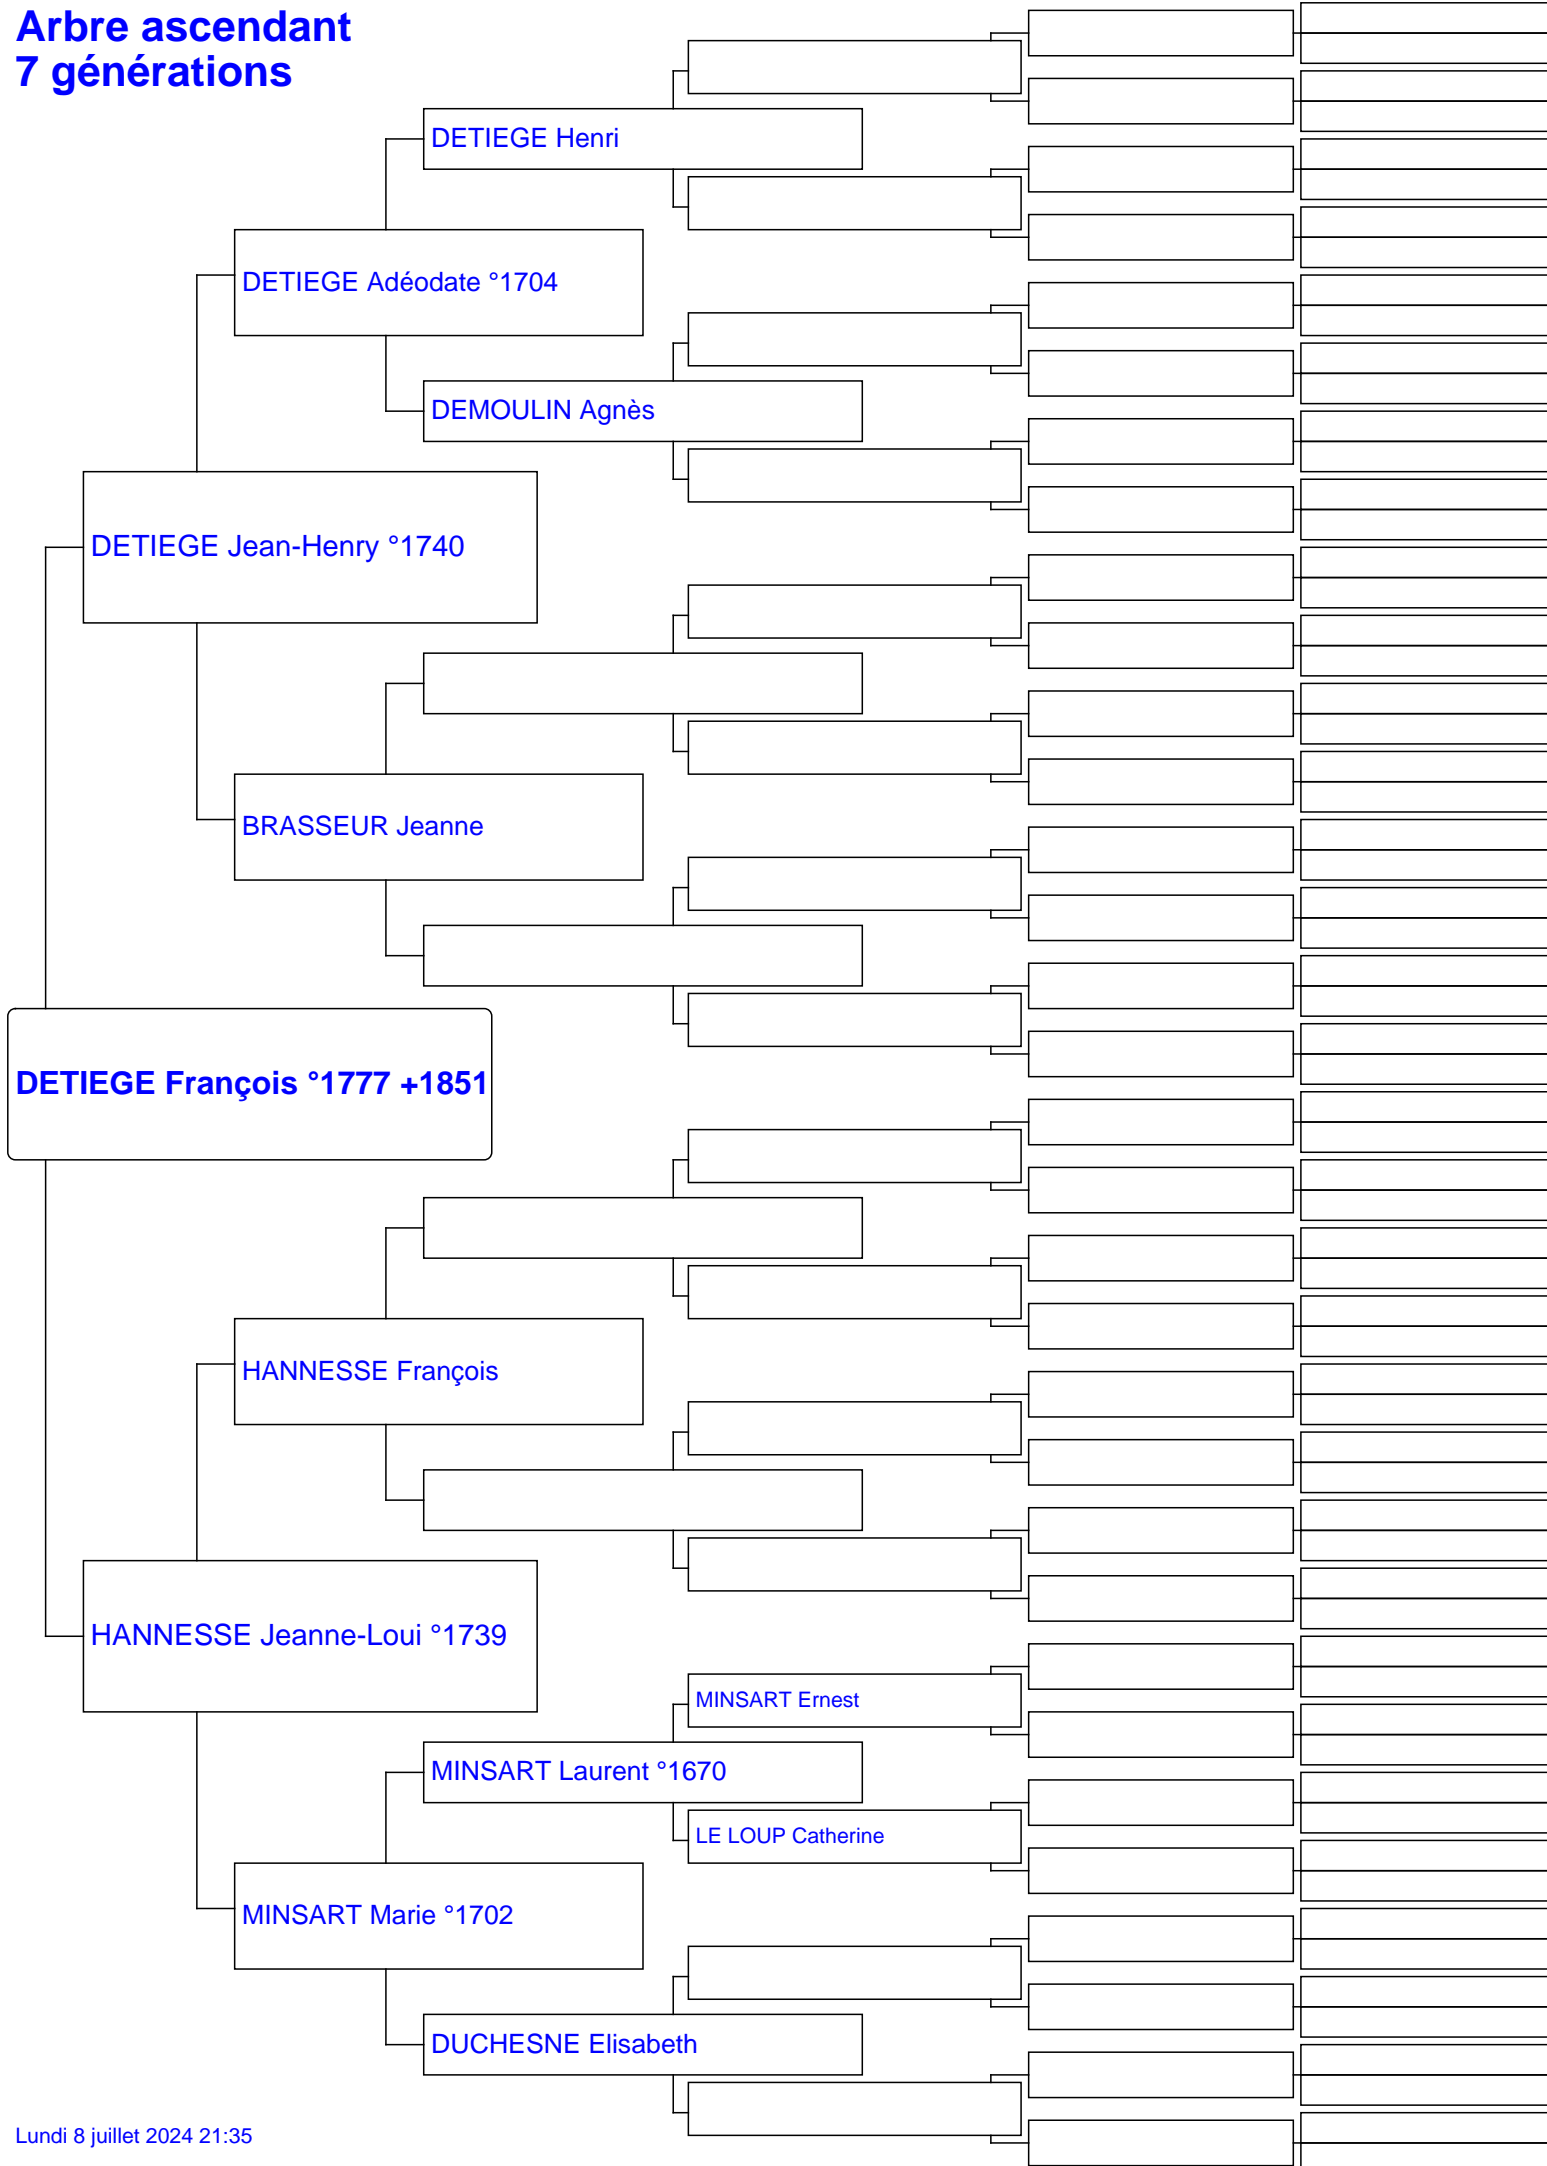 Arbre ascendant
7 générations
DETIEGE Henri
DETIEGE Adéodate °1704
DEMOULIN Agnès
DETIEGE Jean-Henry °1740
BRASSEUR Jeanne
DETIEGE François °1777 +1851
HANNESSE François
HANNESSE Jeanne-Loui °1739
MINSART Ernest
MINSART Laurent °1670
LE LOUP Catherine
MINSART Marie °1702
DUCHESNE Elisabeth
Lundi 8 juillet 2024 21:35